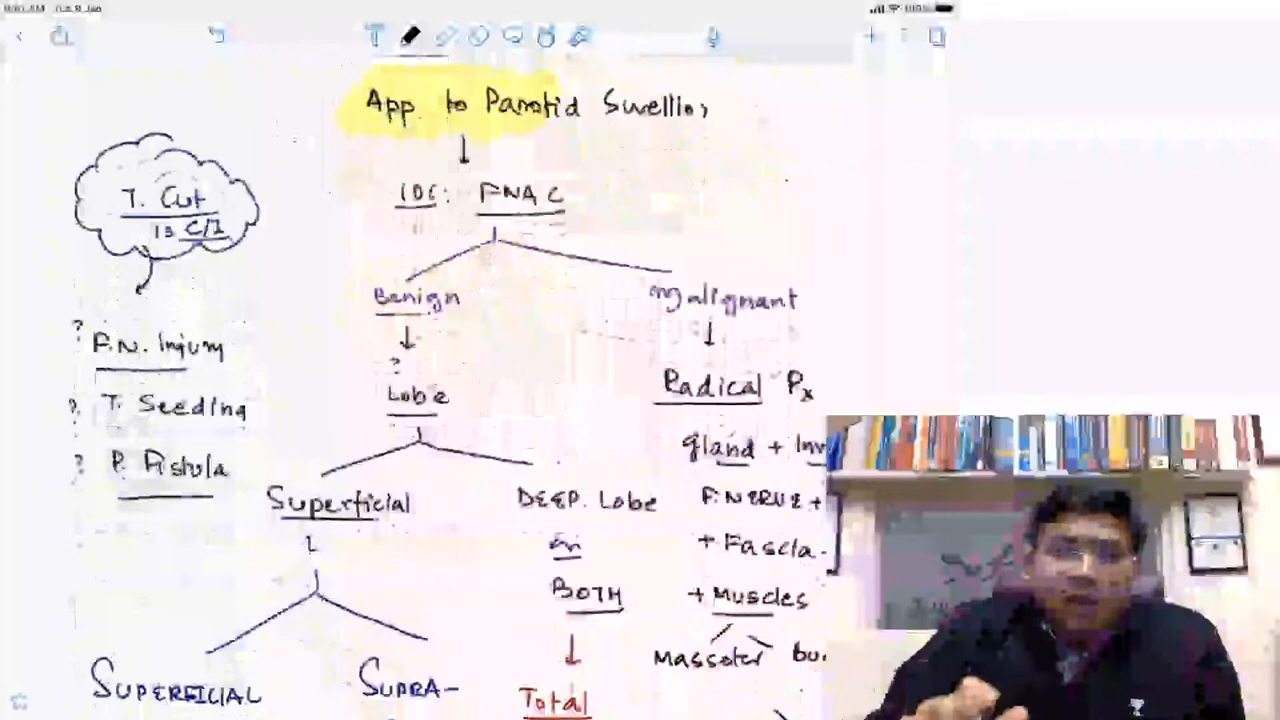 App to Parotid Swelling
IOC: FNAC
T. Cut
is C/I
Benign
malignant
?
F.N. Injury
?
Lobe
Radical Px
? T. Seeding
gland + Inv
? P. Fistula
Superficial
DEEP. Lobe
F. NERVE +
or
+ Fascia.
BOTH
+ Muscles
Masseter
SUPERFICIAL
SUPRA-
Total